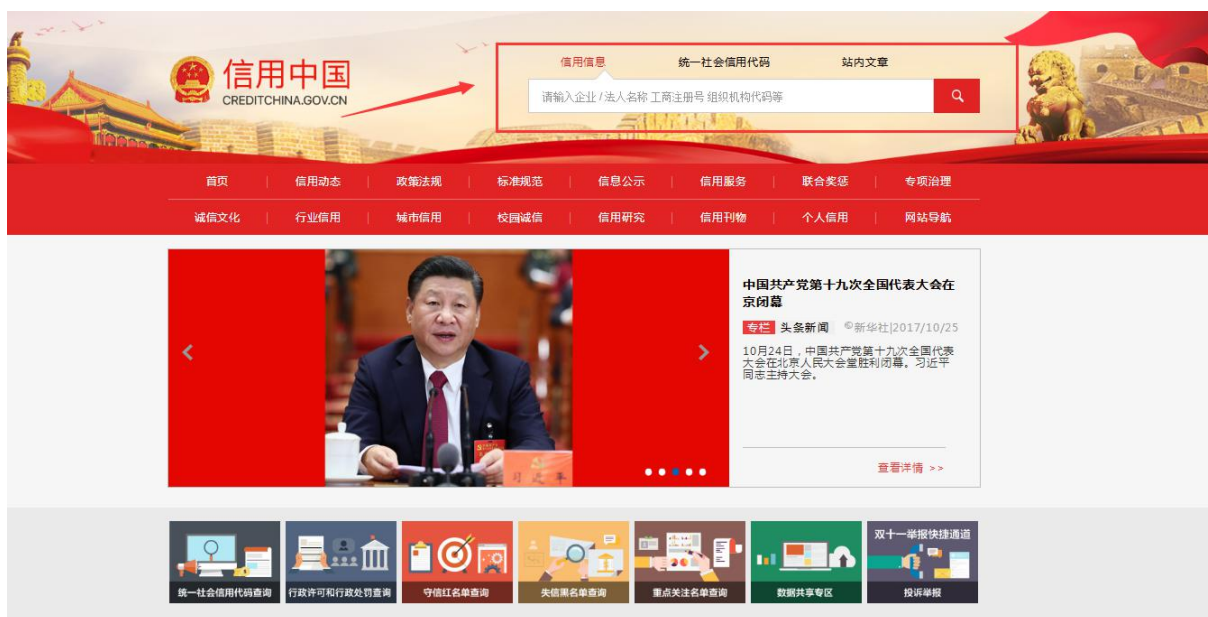 信用信息 统一社会信用代码 站内文章
信用中国
CREDITCHINA.GOV.CN
请输入企业/法人名称 工商注册号 组织机构代码等
首页 | 信用动态 | 政策法规 | 标准规范 | 信息公示 | 信用服务 | 联合奖惩 | 专项治理
诚信文化 | 行业信用 | 城市信用 | 校园诚信 | 信用研究 | 信用刊物 | 个人信用 | 网站导航
中国共产党第十九次全国代表大会在
京闭幕
专栏 头条新闻 ©新华社|2017/10/25
10月24日，中国共产党第十九次全国代表
大会在北京人民大会堂胜利闭幕。习近平
同志主持大会。
习近平
查看详情 >>
双十一举报快捷通道
统一社会信用代码查询 行政许可和行政处罚查询 守信红名单查询 失信黑名单查询 重点关注名单查询 数据共享专区 投诉举报